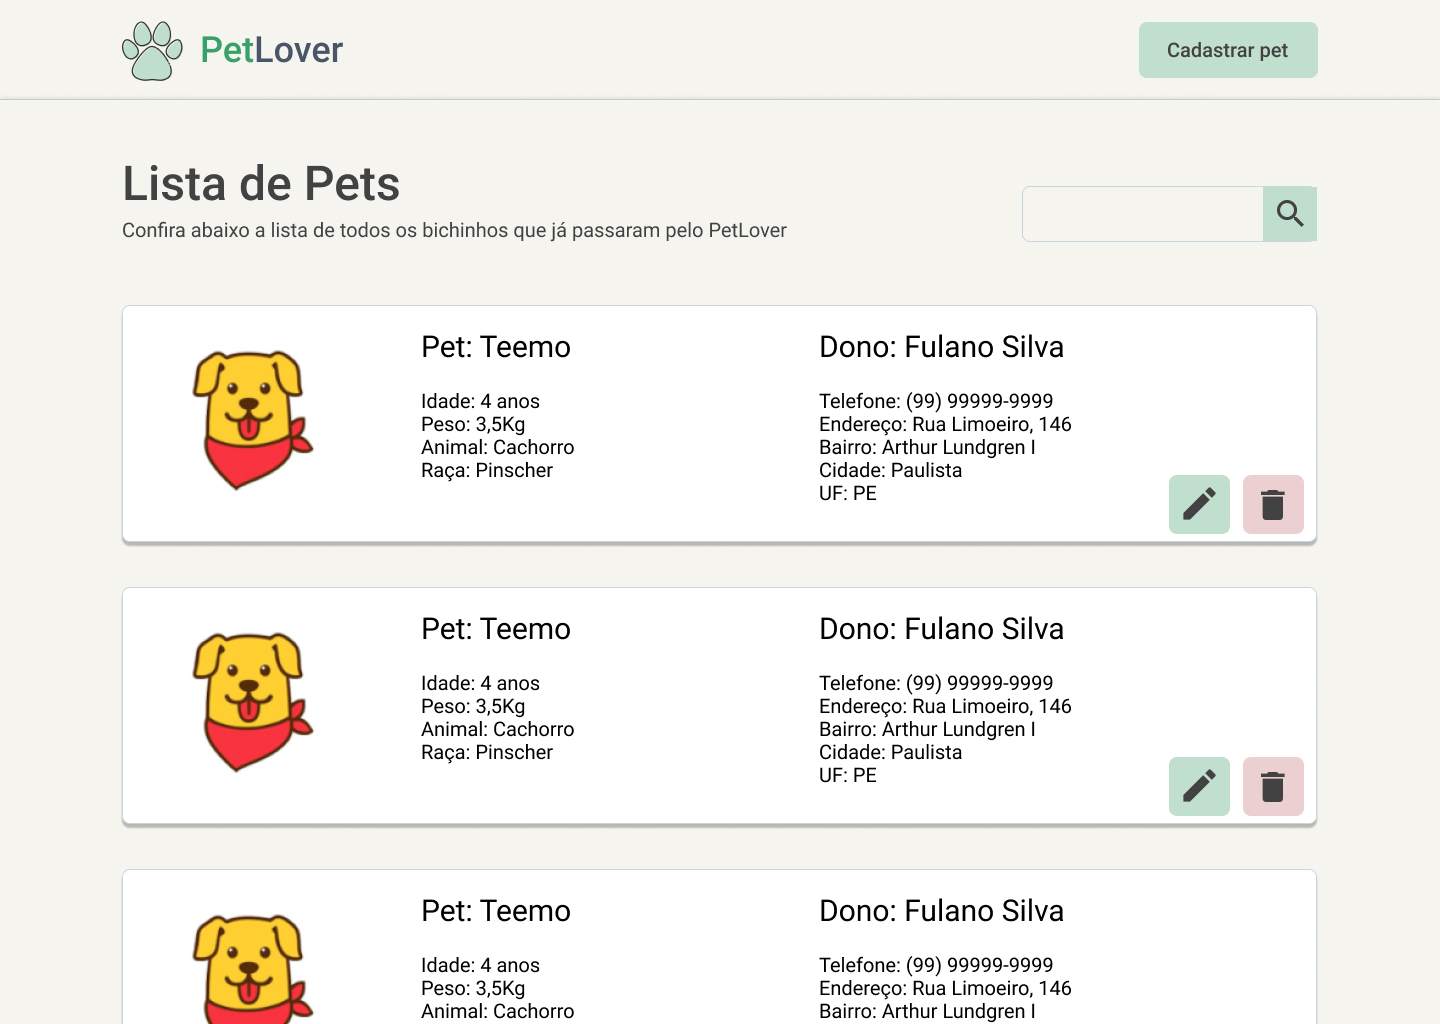 PetLover
Cadastrar pet
Lista de Pets
Confira abaixo a lista de todos os bichinhos que já passaram pelo PetLover
Pet: Teemo
Idade: 4 anos
Peso: 3,5Kg
Animal: Cachorro
Raça: Pinscher
Dono: Fulano Silva
Telefone: (99) 99999-9999
Endereço: Rua Limoeiro, 146
Bairro: Arthur Lundgren I
Cidade: Paulista
UF: PE
Pet: Teemo
Idade: 4 anos
Peso: 3,5Kg
Animal: Cachorro
Raça: Pinscher
Dono: Fulano Silva
Telefone: (99) 99999-9999
Endereço: Rua Limoeiro, 146
Bairro: Arthur Lundgren I
Cidade: Paulista
UF: PE
Pet: Teemo
Idade: 4 anos
Peso: 3,5Kg
Animal: Cachorro
Dono: Fulano Silva
Telefone: (99) 99999-9999
Endereço: Rua Limoeiro, 146
Bairro: Arthur Lundgren I